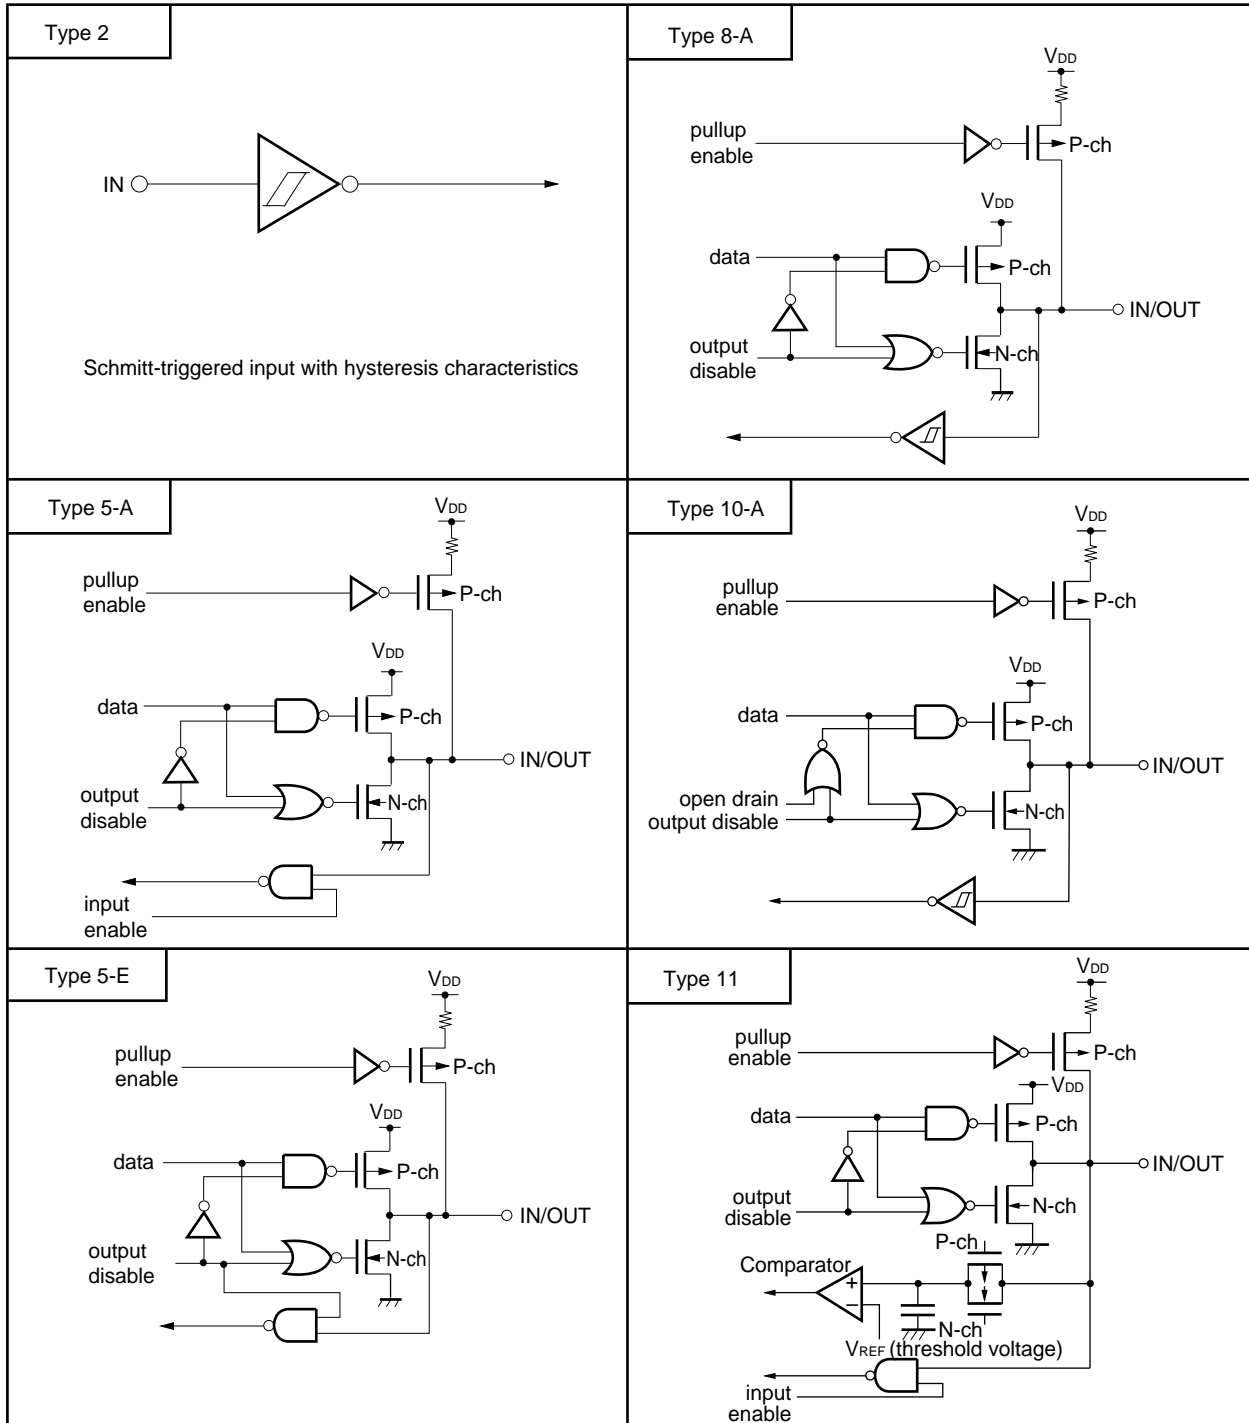 Type 2
IN
Schmitt-triggered input with hysteresis characteristics
Type 8-A
VDD
pullup
enable
P-ch
VDD
data
P-ch
IN/OUT
output
disable
N-ch
Type 5-A
VDD
pullup
enable
P-ch
VDD
data
P-ch
IN/OUT
output
disable
N-ch
input
enable
Type 10-A
VDD
pullup
enable
P-ch
VDD
data
P-ch
IN/OUT
open drain
output disable
N-ch
Type 5-E
VDD
pullup
enable
P-ch
VDD
data
P-ch
IN/OUT
output
disable
N-ch
Type 11
VDD
pullup
enable
P-ch
VDD
data
P-ch
IN/OUT
output
disable
N-ch
P-ch
Comparator
+
−
N-ch
VREF (threshold voltage)
input
enable